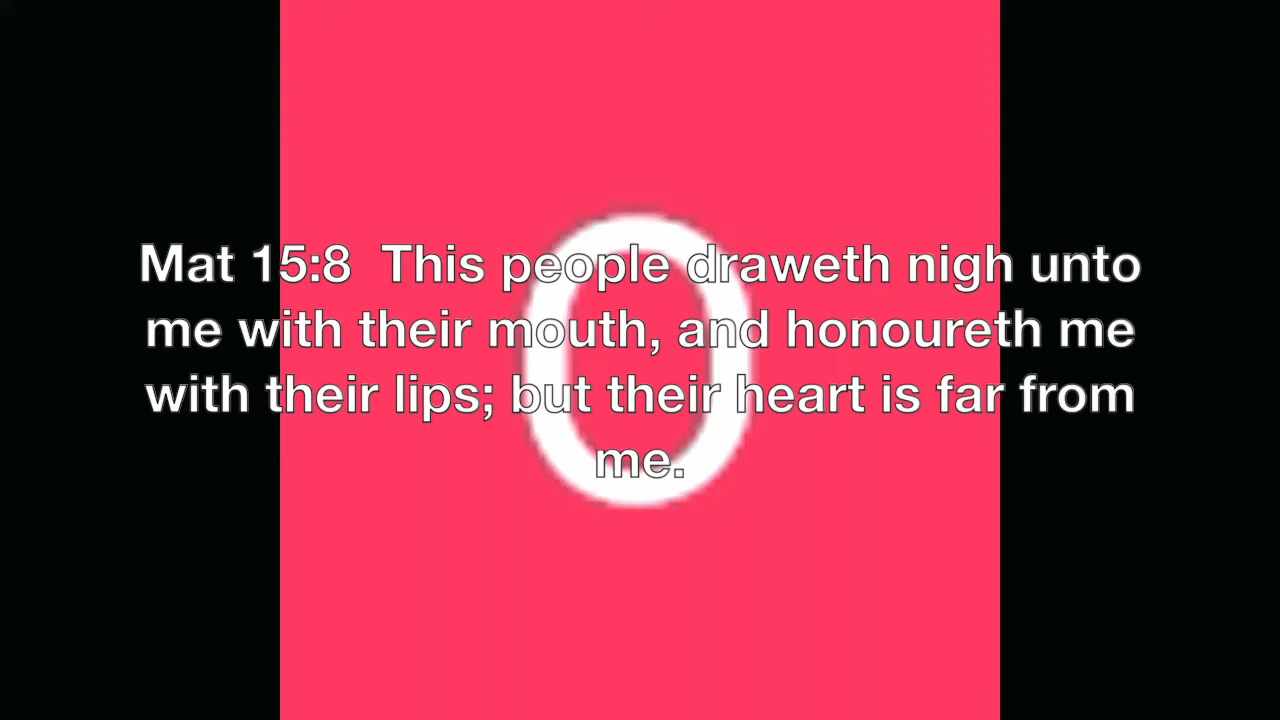 Mat 15:8  This people draweth nigh unto
me with their mouth, and honoureth me
with their lips; but their heart is far from
me.
O